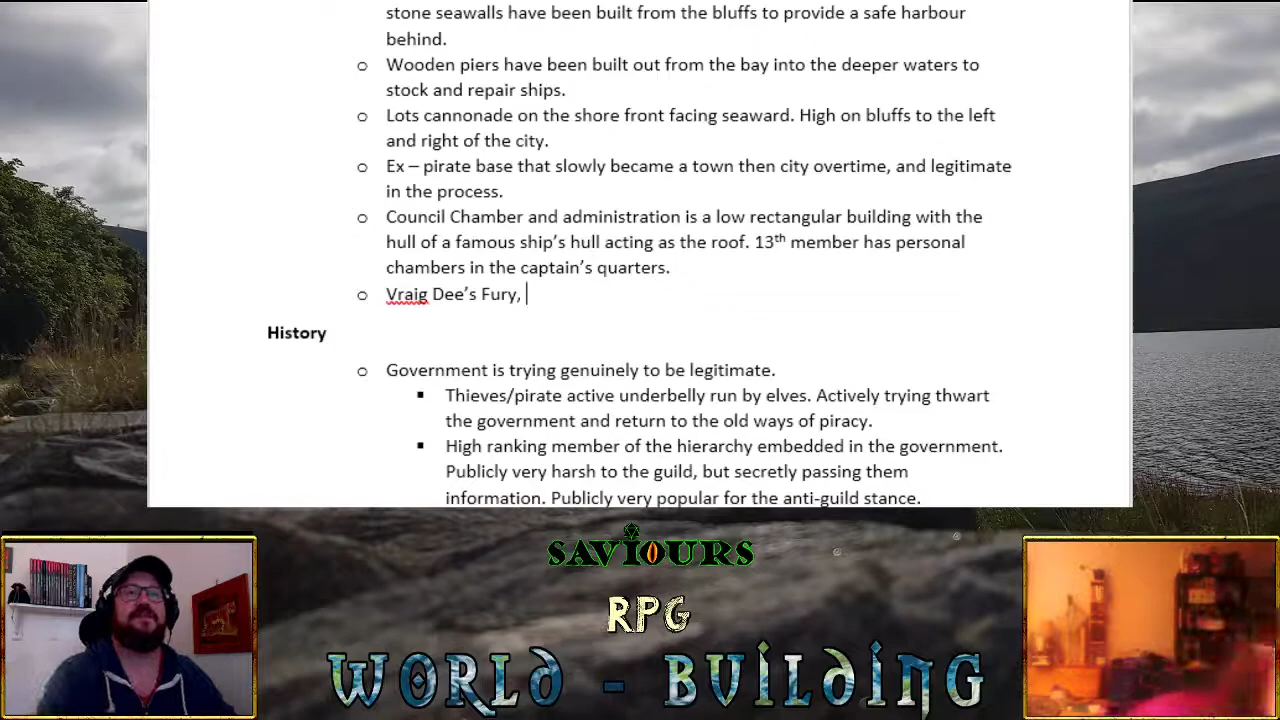 stone seawalls have been built from the bluffs to provide a safe harbour
behind.
o Wooden piers have been built out from the bay into the deeper waters to
stock and repair ships.
o Lots cannonade on the shore front facing seaward. High on bluffs to the left
and right of the city.
o Ex – pirate base that slowly became a town then city overtime, and legitimate
in the process.
o Council Chamber and administration is a low rectangular building with the
hull of a famous ship's hull acting as the roof. 13th member has personal
chambers in the captain's quarters.
o Vraig Dee's Fury,
History
o Government is trying genuinely to be legitimate.
▪ Thieves/pirate active underbelly run by elves. Actively trying thwart
the government and return to the old ways of piracy.
▪ High ranking member of the hierarchy embedded in the government.
Publicly very harsh to the guild, but secretly passing them
information. Publicly very popular for the anti-guild stance.
SAVIOURS
RPG
WORLD - BUILDING